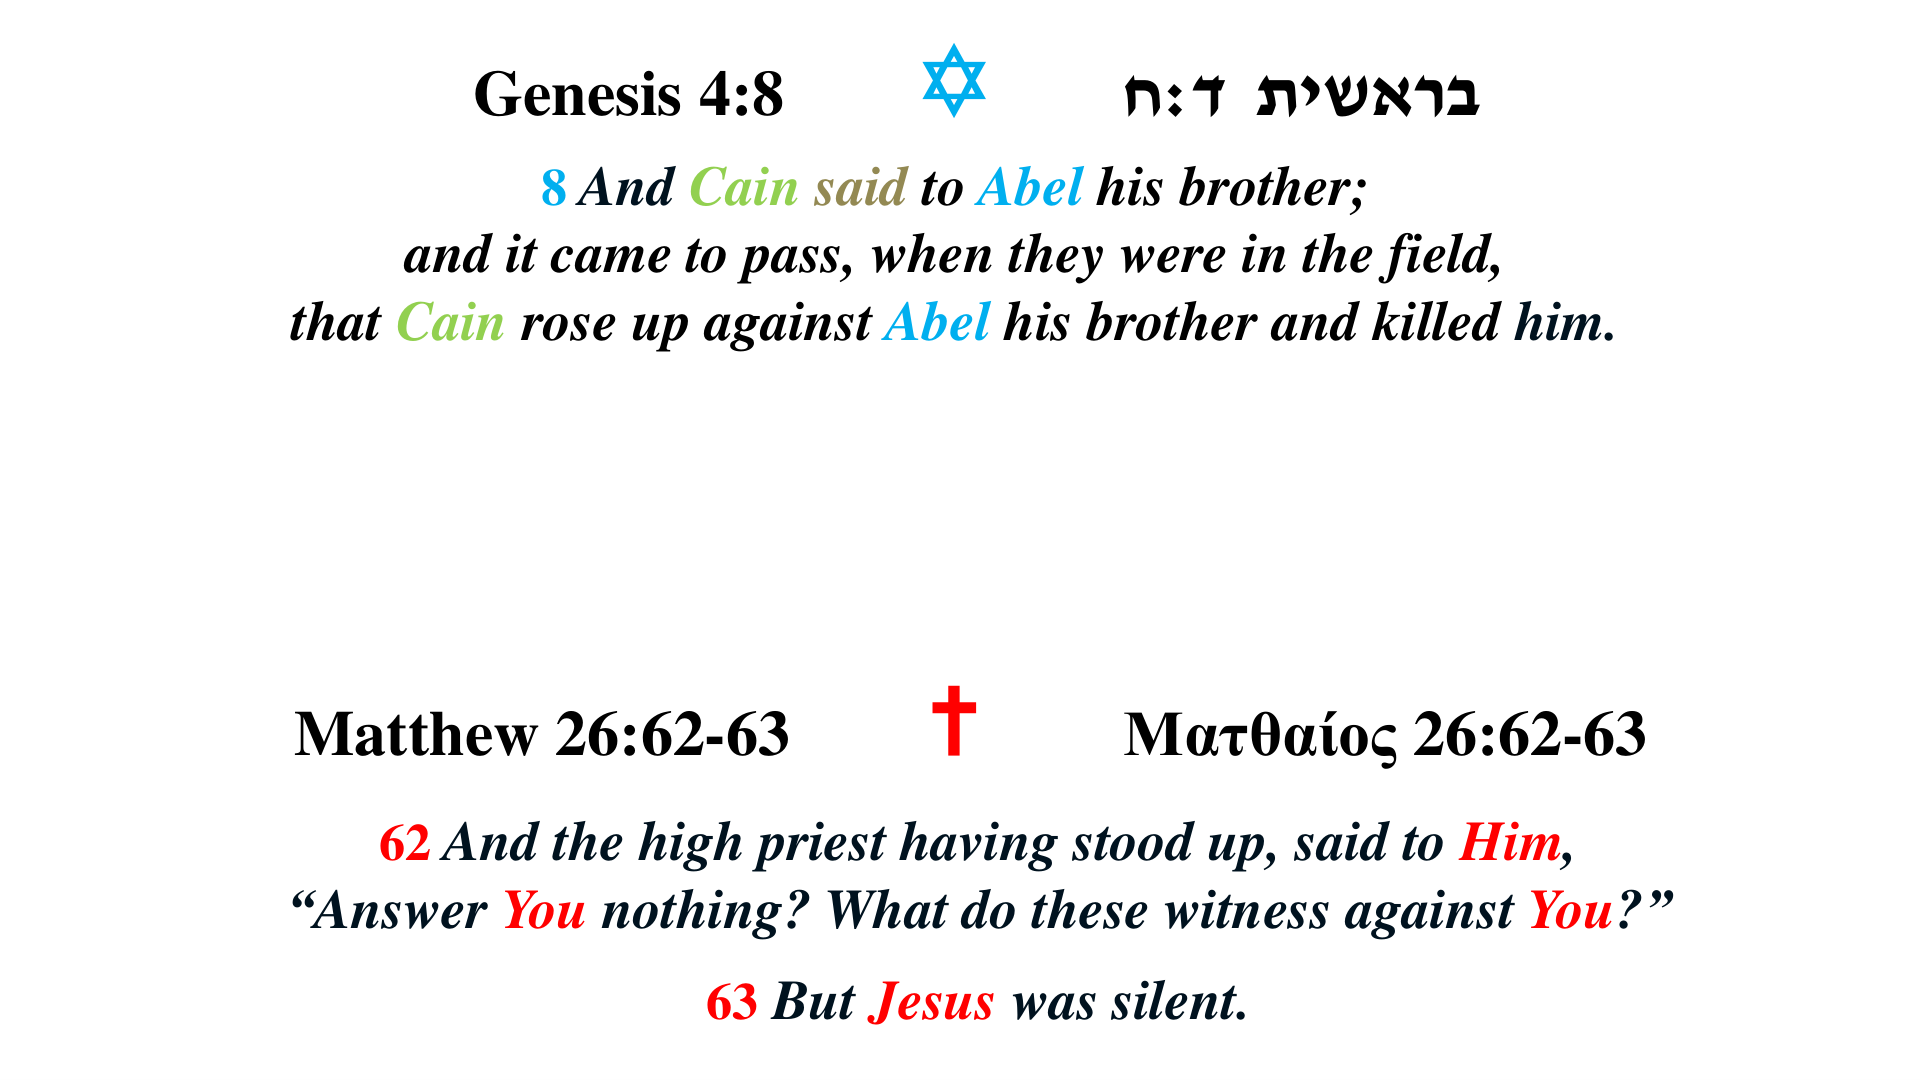 Genesis 4:8 ✡ בראשית ד:ח
8 And Cain said to Abel his brother;
and it came to pass, when they were in the field,
that Cain rose up against Abel his brother and killed him.
Matthew 26:62-63 ✝ Ματθαίος 26:62-63
62 And the high priest having stood up, said to Him,
“Answer You nothing? What do these witness against You?”
63 But Jesus was silent.